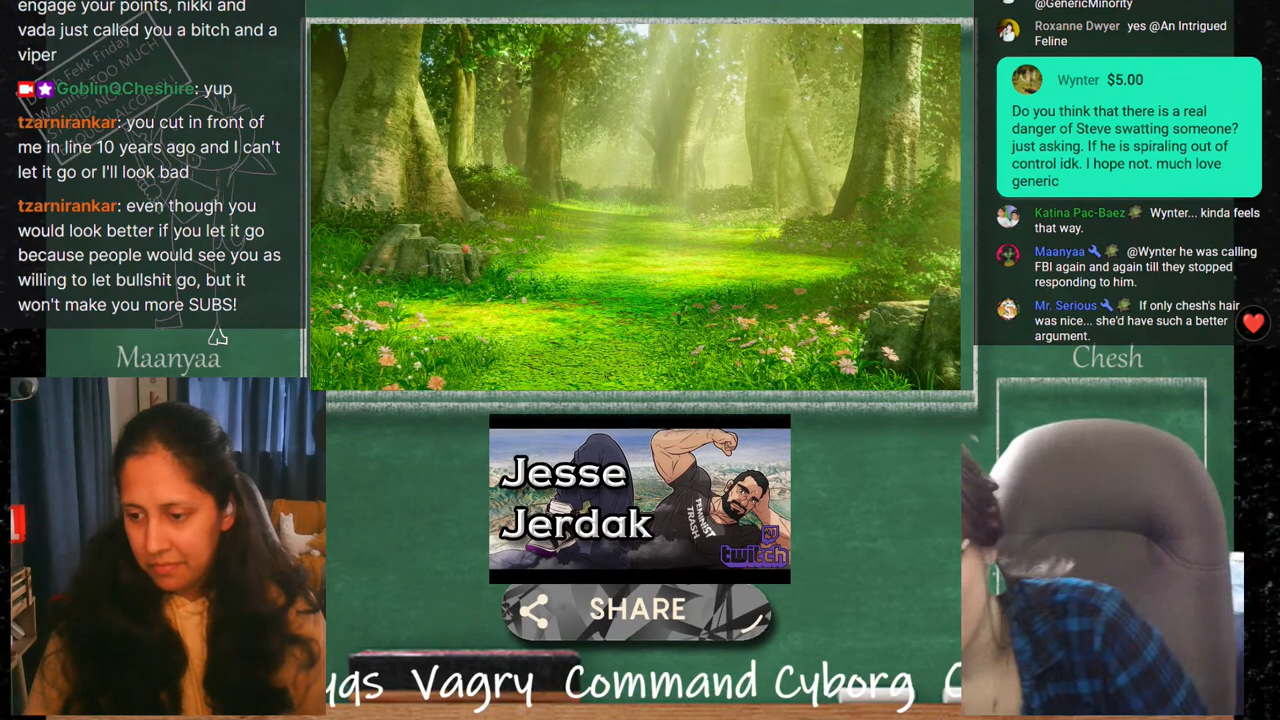 engage your points, nikki and
vada just called you a bitch and a
viper
GoblinQCheshire: yup
tzarnirankar: you cut in front of
me in line 10 years ago and I can't
let it go or I'll look bad
tzarnirankar: even though you
would look better if you let it go
because people would see you as
willing to let bullshit go, but it
won't make you more SUBS!
Fekk Friday
Maanyaa
Jesse
Jerdak
FEMINIST
TRASH
twitch
SHARE
Vagry Command Cyborg
@GenericMinority
Roxanne Dwyer yes @An Intrigued
Feline
Wynter $5.00
Do you think that there is a real
danger of Steve swatting someone?
just asking. If he is spiraling out of
control idk. I hope not. much love
generic
Katina Pac-Baez Wynter... kinda feels
that way.
Maanyaa @Wynter he was calling
FBI again and again till they stopped
responding to him.
Mr. Serious If only chesh's hair
was nice... she'd have such a better
argument.
Chesh